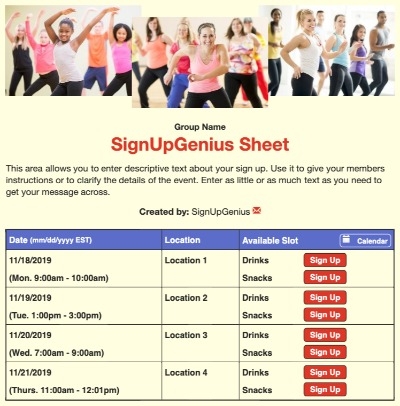 Group Name
SignUpGenius Sheet
This area allows you to enter descriptive text about your sign up. Use it to give your members
instructions or to clarify the details of the event. Enter as little or as much text as you need to
get your message across.
Created by: SignUpGenius
Date (mm/dd/yyyy EST) Location Available Slot Calendar
11/18/2019 Location 1 Drinks Sign Up
(Mon. 9:00am - 10:00am) Snacks Sign Up
11/19/2019 Location 2 Drinks Sign Up
(Tue. 1:00pm - 3:00pm) Snacks Sign Up
11/20/2019 Location 3 Drinks Sign Up
(Wed. 7:00am - 9:00am) Snacks Sign Up
11/21/2019 Location 4 Drinks Sign Up
(Thurs. 11:00am - 12:01pm) Snacks Sign Up